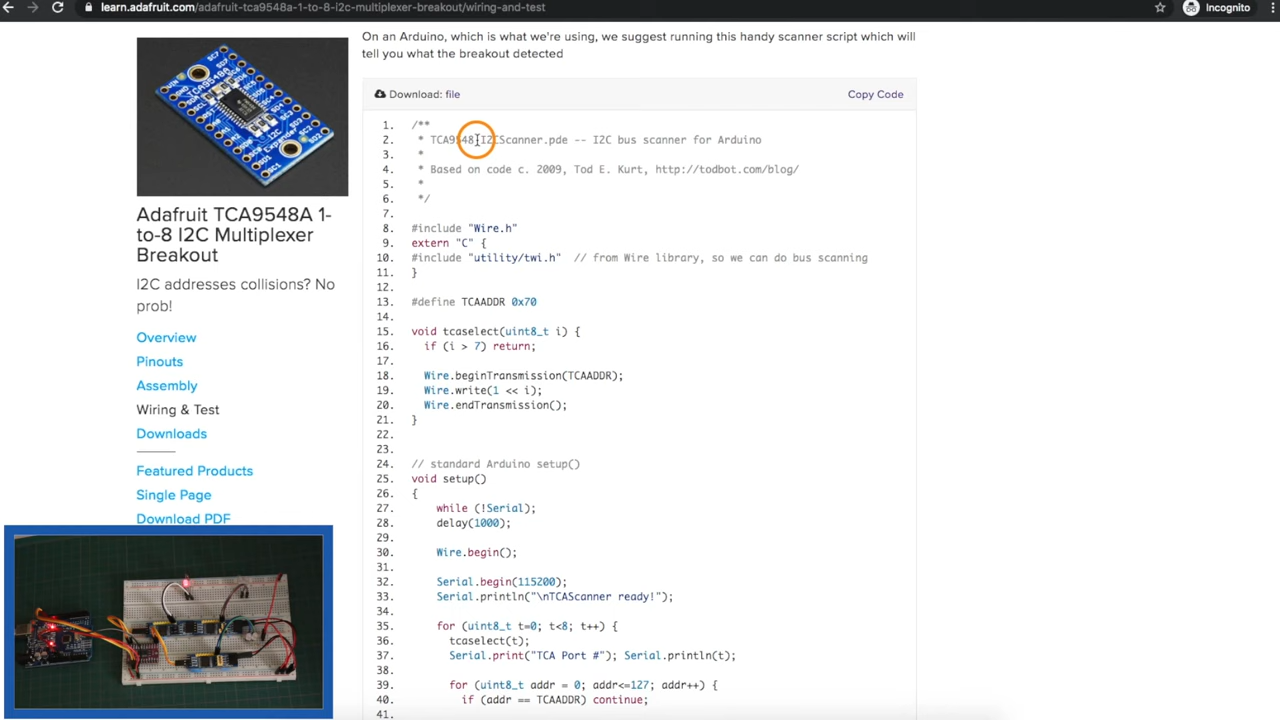 learn.adafruit.com/adafruit-tca9548a-1-to-8-i2c-multiplexer-breakout/wiring-and-test
Incognito
On an Arduino, which is what we're using, we suggest running this handy scanner script which will
tell you what the breakout detected
Adafruit TCA9548A 1-
to-8 I2C Multiplexer
Breakout
I2C addresses collisions? No
prob!
Overview
Pinouts
Assembly
Wiring & Test
Downloads
Featured Products
Single Page
Download PDF
Download: file
Copy Code
1. /**
2. * TCA9548 I2CScanner.pde -- I2C bus scanner for Arduino
3. *
4. * Based on code c. 2009, Tod E. Kurt, http://todbot.com/blog/
5. *
6. */
7.
8. #include "Wire.h"
9. extern "C" {
10. #include "utility/twi.h" // from Wire library, so we can do bus scanning
11. }
12.
13. #define TCAADDR 0x70
14.
15. void tcaselect(uint8_t i) {
16. if (i > 7) return;
17.
18. Wire.beginTransmission(TCAADDR);
19. Wire.write(1 << i);
20. Wire.endTransmission();
21. }
22.
23.
24. // standard Arduino setup()
25. void setup()
26. {
27. while (!Serial);
28. delay(1000);
29.
30. Wire.begin();
31.
32. Serial.begin(115200);
33. Serial.println("\nTCAScanner ready!");
34.
35. for (uint8_t t=0; t<8; t++) {
36. tcaselect(t);
37. Serial.print("TCA Port #"); Serial.println(t);
38.
39. for (uint8_t addr = 0; addr<=127; addr++) {
40. if (addr == TCAADDR) continue;
41.